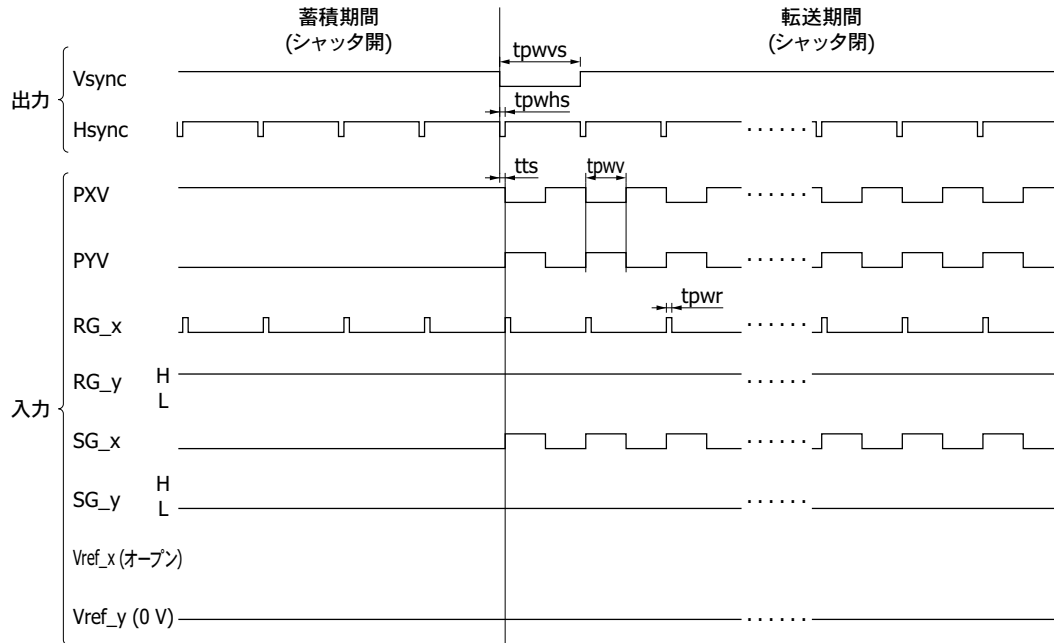 蓄積期間
(シャッタ開)
転送期間
(シャッタ閉)
tpwvs
出力
Vsync
tpwhs
Hsync
tts
tpwv
PXV
......
PYV
......
tpwr
RG_x
......
入力
RG_y
H
L
......
SG_x
......
SG_y
H
L
......
Vref_x (オープン)
Vref_y (0 V)
......